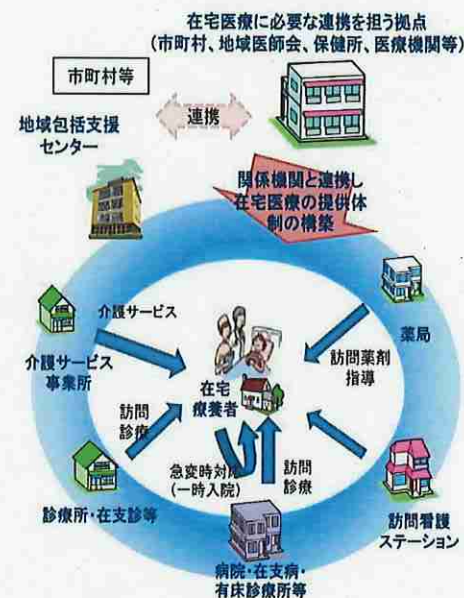 在宅医療に必要な連携を担う拠点
(市町村、地域医師会、保健所、医療機関等)
市町村等
連携
地域包括支援
センター
関係機関と連携し
在宅医療の提供体
制の構築
介護サービス
介護サービス
事業所
薬局
訪問薬剤
指導
在宅
療養者
訪問
診療
急変時対応
(一時入院)
訪問
診療
診療所・在支診等
訪問看護
ステーション
病院・在支病・
有床診療所等